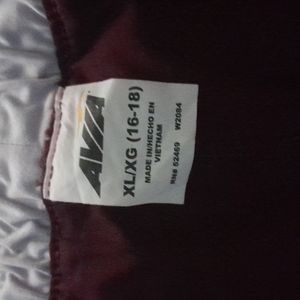 AVIA
XL/XG (16-18)
MADE IN/HECHO EN
VIETNAM
RN# 62469 W2084